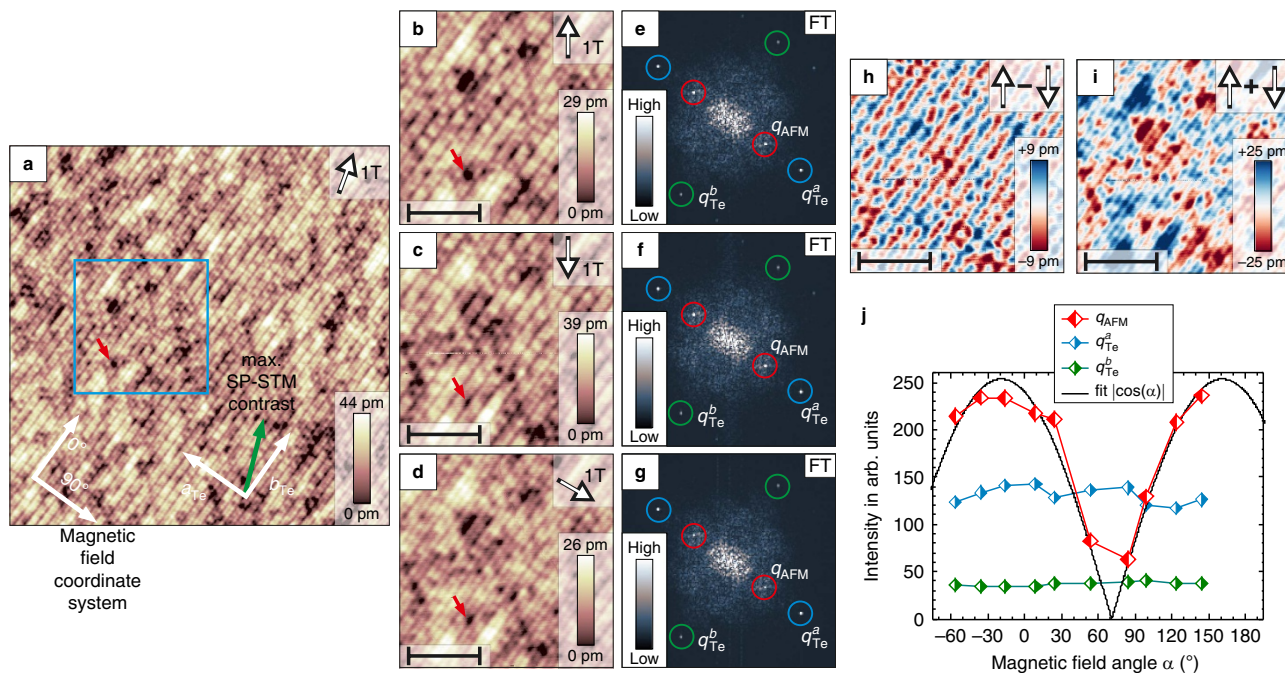 a
1T
max.
SP-STM
contrast
44 pm
0 pm
0°
90°
a_Te
b_Te
Magnetic
field
coordinate
system
b
1T
29 pm
0 pm
c
1T
39 pm
0 pm
d
1T
26 pm
0 pm
e
FT
High
Low
q_AFM
q^b_Te
q^a_Te
f
FT
High
Low
q_AFM
q^b_Te
q^a_Te
g
FT
High
Low
q_AFM
q^b_Te
q^a_Te
h
–
+9 pm
–9 pm
i
+
+25 pm
–25 pm
j
q_AFM
q^a_Te
q^b_Te
fit |cos(α)|
Intensity in arb. units
250
200
150
100
50
0
–60 –30 0 30 60 90 120 150 180
Magnetic field angle α (°)